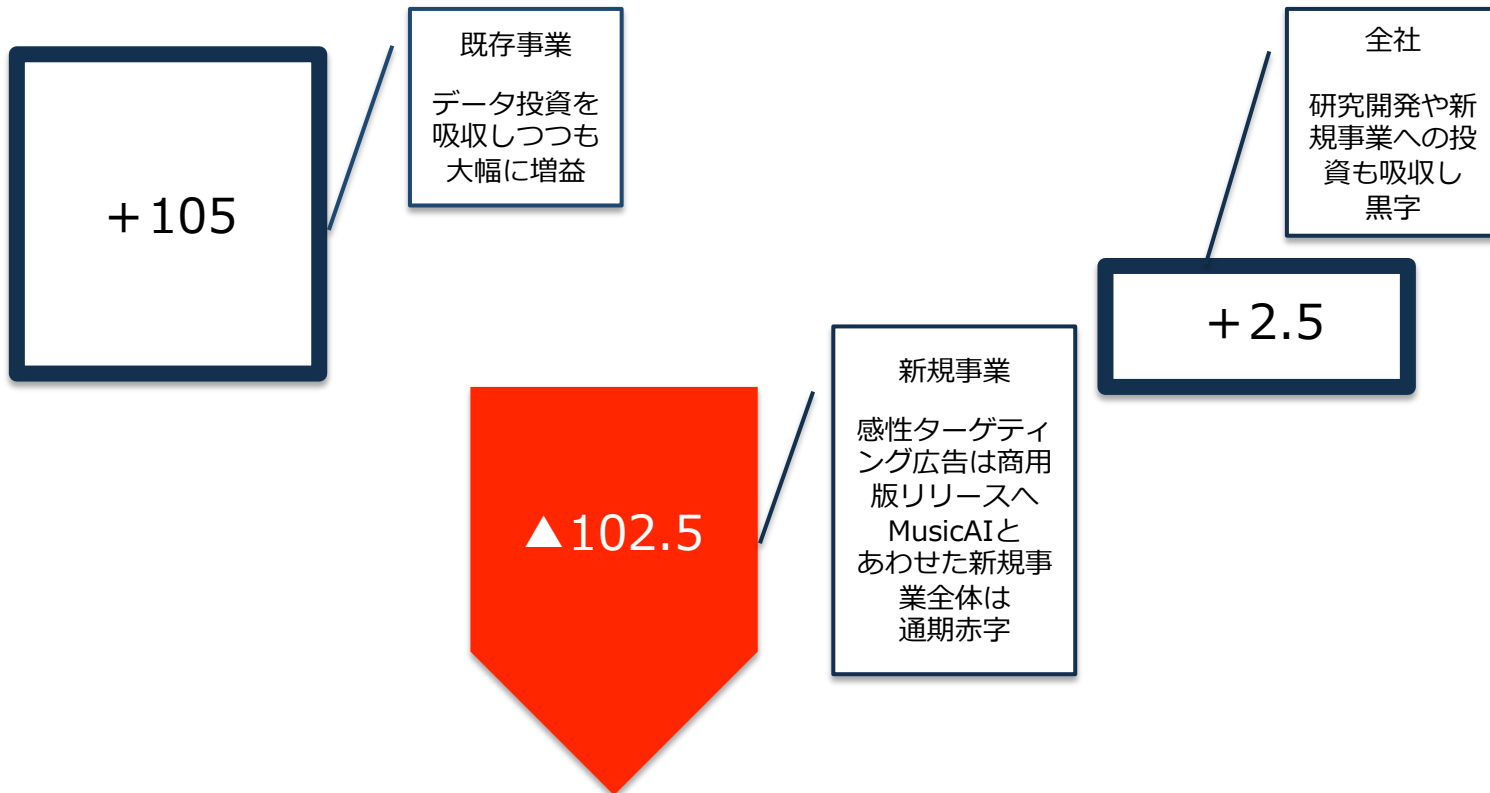 +105
既存事業
データ投資を
吸収しつつも
大幅に増益
▲102.5
新規事業
感性ターゲティ
ング広告は商用
版リリースへ
MusicAIと
あわせた新規事
業全体は
通期赤字
全社
研究開発や新
規事業への投
資も吸収し
黒字
+2.5